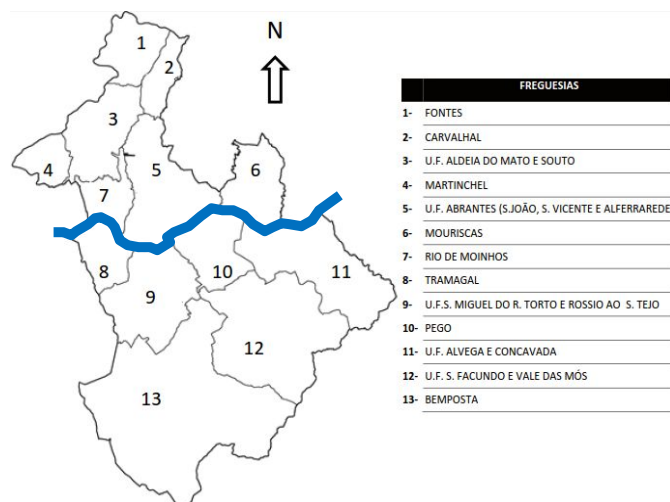 N
1
2
3
4
5
6
7
8
9
10
11
12
13
FREGUESIAS
1- FONTES
2- CARVALHAL
3- U.F. ALDEIA DO MATO E SOUTO
4- MARTINCHEL
5- U.F. ABRANTES (S.JOÃO, S. VICENTE E ALFERRAREDE
6- MOURISCAS
7- RIO DE MOINHOS
8- TRAMAGAL
9- U.F.S. MIGUEL DO R. TORTO E ROSSIO AO S. TEJO
10- PEGO
11- U.F. ALVEGA E CONCAVADA
12- U.F. S. FACUNDO E VALE DAS MÓS
13- BEMPOSTA